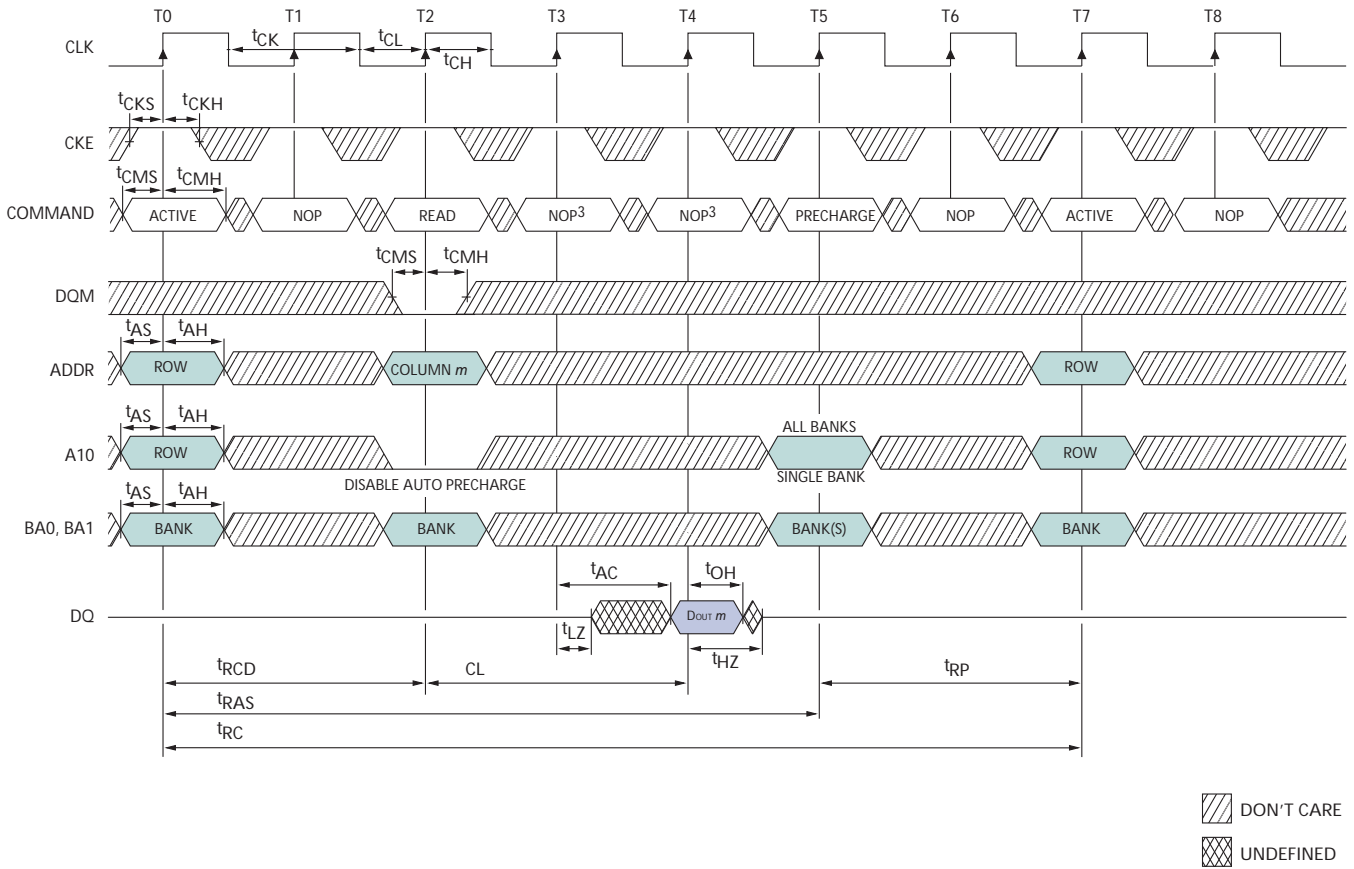 T0 T1 T2 T3 T4 T5 T6 T7 T8
CLK
tCK tCL tCH
tCKS tCKH
CKE
tCMS tCMH
COMMAND ACTIVE NOP READ NOP3 NOP3 PRECHARGE NOP ACTIVE NOP
tCMS tCMH
DQM
tAS tAH
ADDR ROW COLUMN m ROW
tAS tAH
ALL BANKS
A10 ROW ROW
DISABLE AUTO PRECHARGE SINGLE BANK
tAS tAH
BA0, BA1 BANK BANK BANK(S) BANK
tAC tOH
DQ DOUT m
tLZ tHZ
tRCD CL tRP
tRAS
tRC
DON'T CARE
UNDEFINED